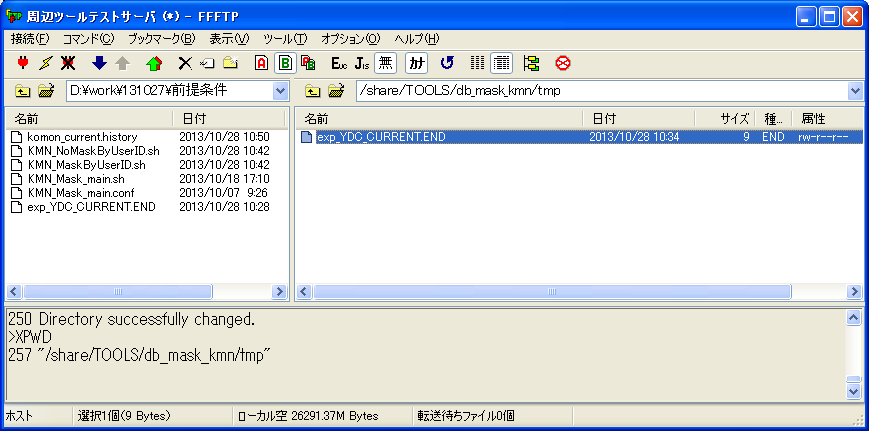 周辺ツールテストサーバ (*) - FFFTP
接続(F) コマンド(C) ブックマーク(B) 表示(V) ツール(T) オプション(O) ヘルプ(H)
A B EUC JIS 無 カナ
D:¥work¥131027¥前提条件 /share/TOOLS/db_mask_kmn/tmp
名前 日付 名前 日付 サイズ 種... 属性
komon_current.history 2013/10/28 10:50 exp_YDC_CURRENT.END 2013/10/28 10:34 9 END rw-r--r--
KMN_NoMaskByUserID.sh 2013/10/28 10:42
KMN_MaskByUserID.sh 2013/10/28 10:42
KMN_Mask_main.sh 2013/10/18 17:10
KMN_Mask_main.conf 2013/10/07 9:26
exp_YDC_CURRENT.END 2013/10/28 10:28
250 Directory successfully changed.
>XPWD
257 "/share/TOOLS/db_mask_kmn/tmp"
ホスト 選択1個(9 Bytes) ローカル空 26291.37M Bytes 転送待ちファイル0個